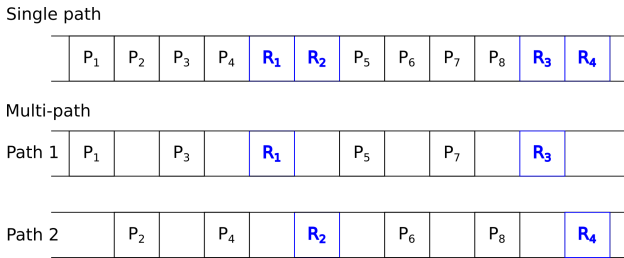 Single path
P₁ P₂ P₃ P₄ R₁ R₂ P₅ P₆ P₇ P₈ R₃ R₄
Multi-path
Path 1 P₁ P₃ R₁ P₅ P₇ R₃
Path 2 P₂ P₄ R₂ P₆ P₈ R₄